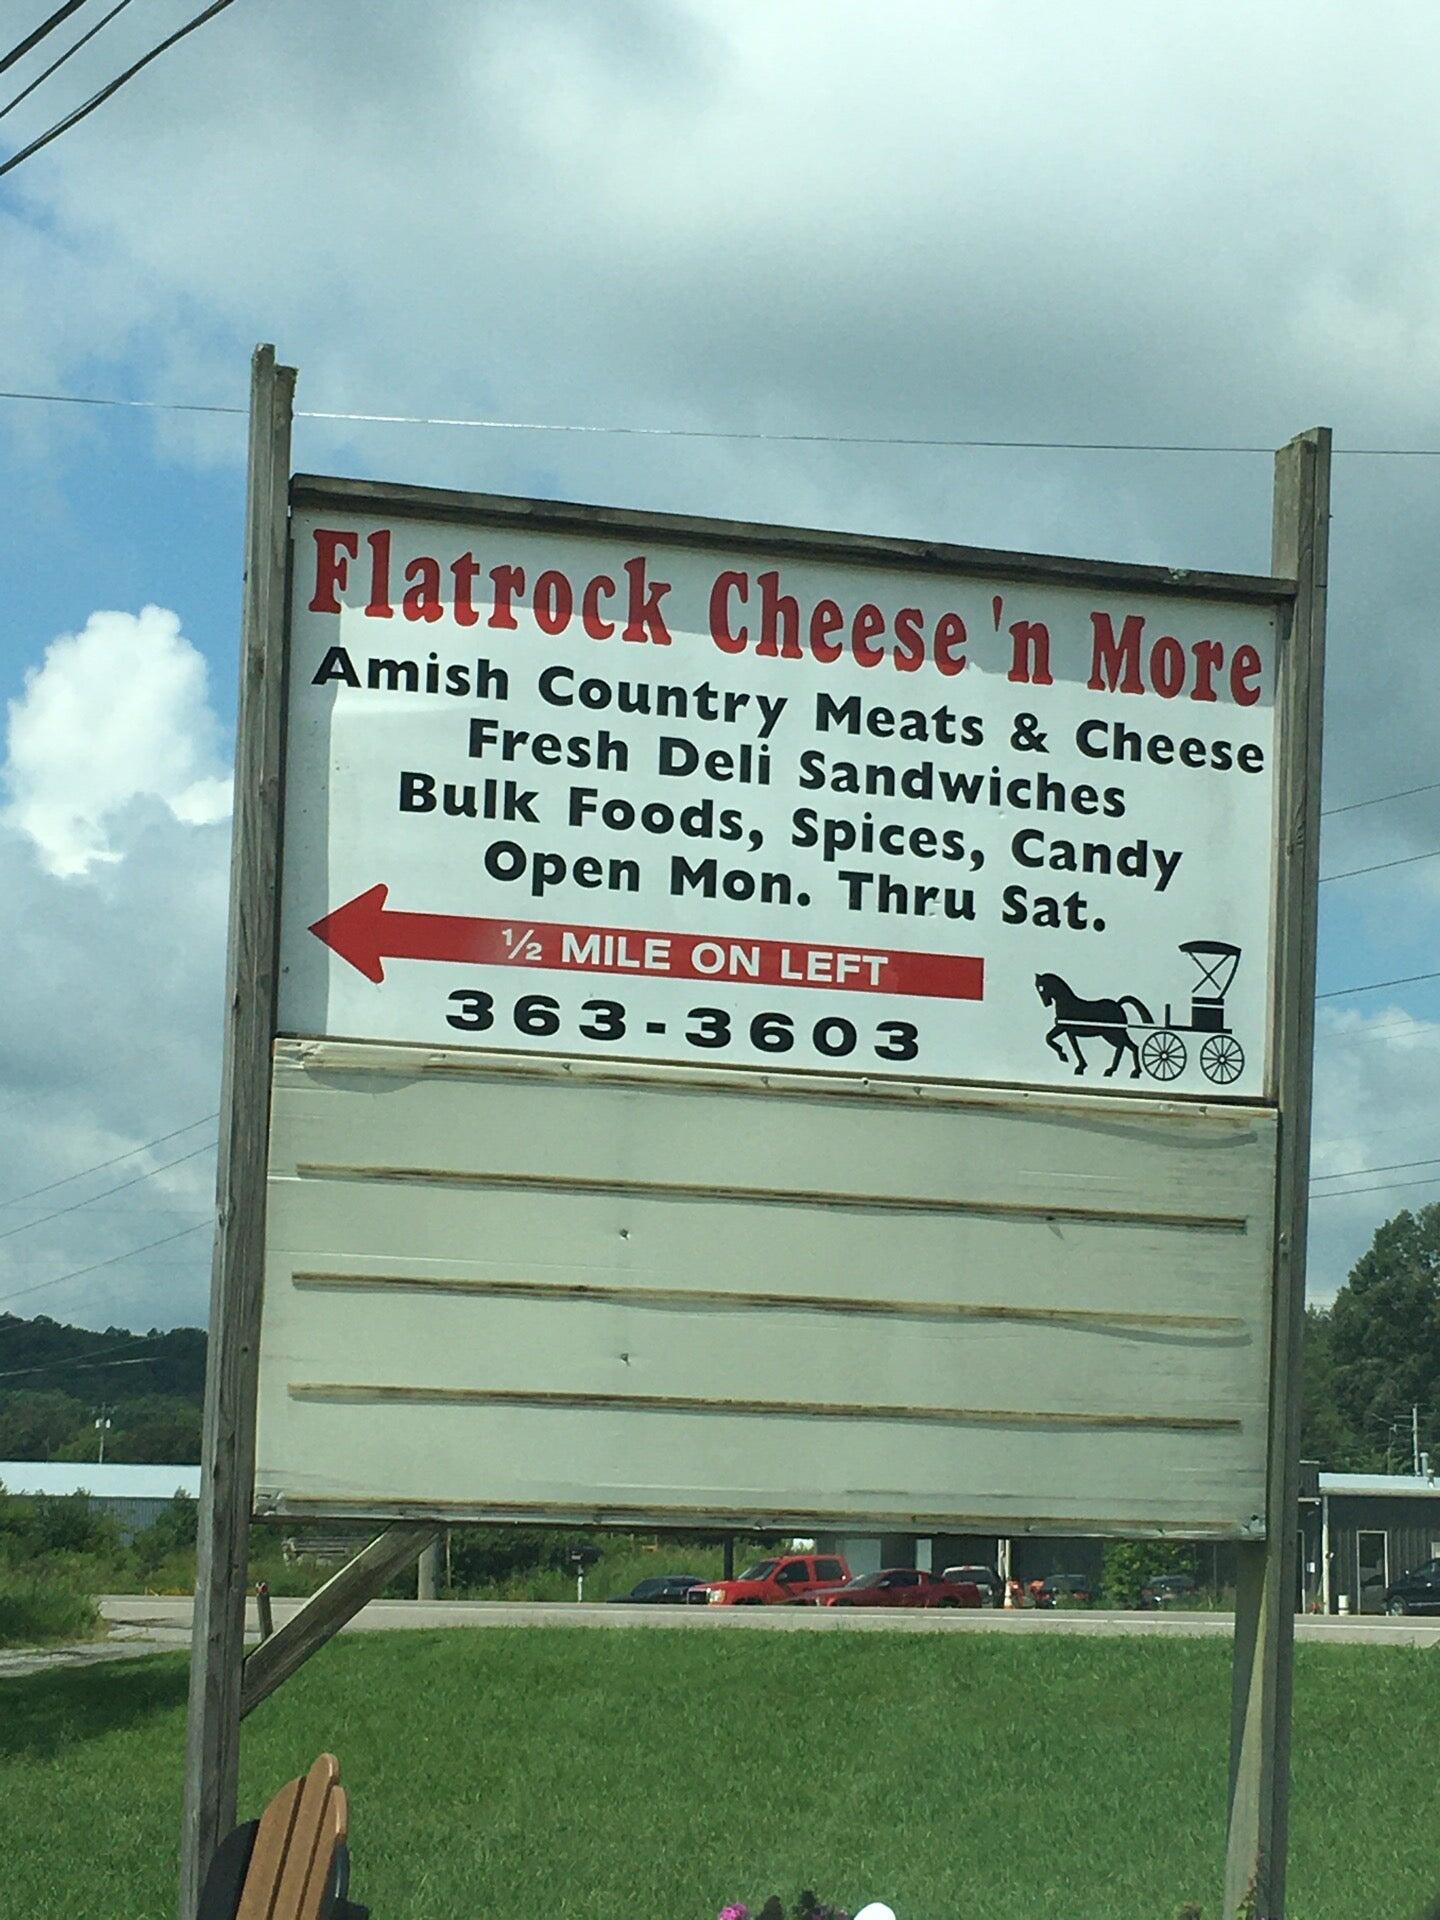 Flatrock Cheese 'n More
Amish Country Meats & Cheese
Fresh Deli Sandwiches
Bulk Foods, Spices, Candy
Open Mon. Thru Sat.
½ MILE ON LEFT
363-3603